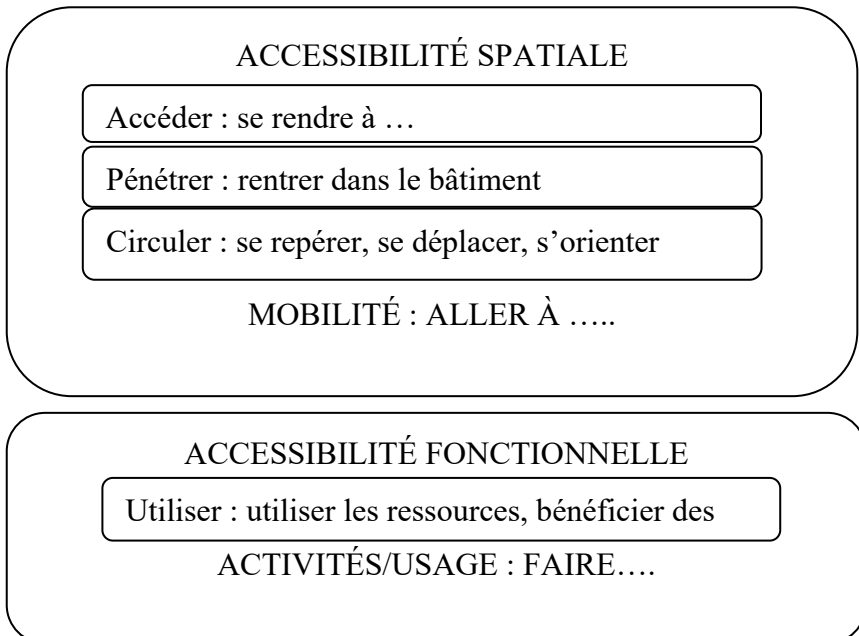 ACCESSIBILITÉ SPATIALE
Accéder : se rendre à …
Pénétrer : rentrer dans le bâtiment
Circuler : se repérer, se déplacer, s’orienter
MOBILITÉ : ALLER À …..
ACCESSIBILITÉ FONCTIONNELLE
Utiliser : utiliser les ressources, bénéficier des
ACTIVITÉS/USAGE : FAIRE….